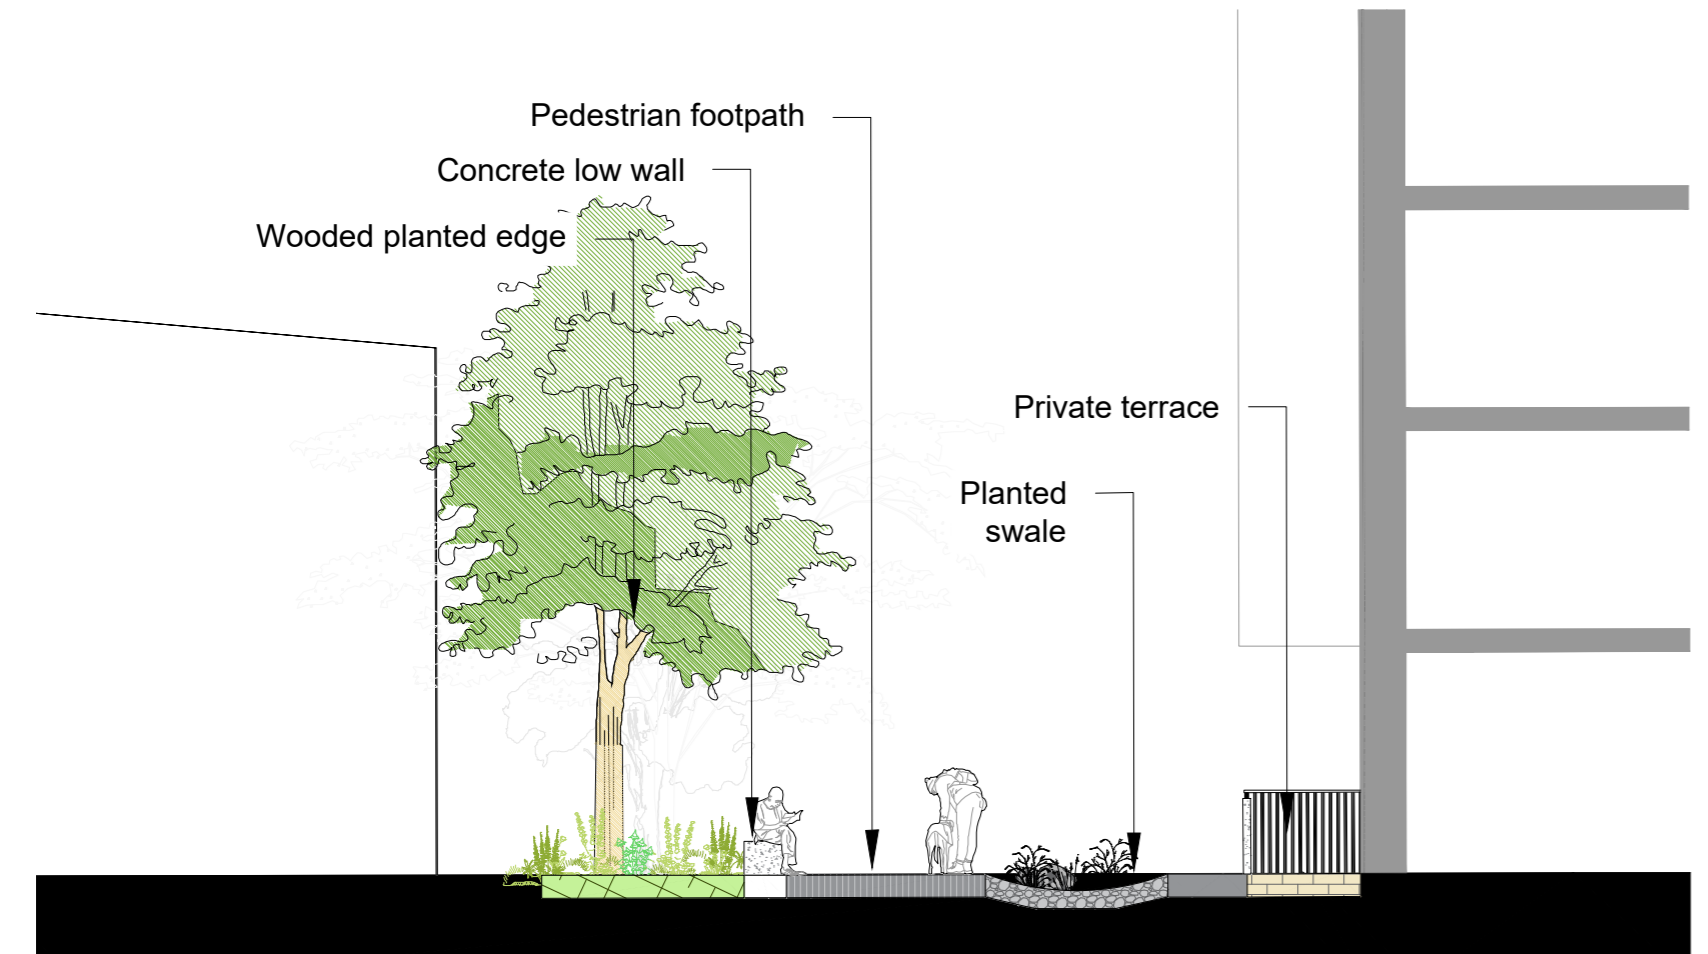 Pedestrian footpath
Concrete low wall
Wooded planted edge
Private terrace
Planted
swale